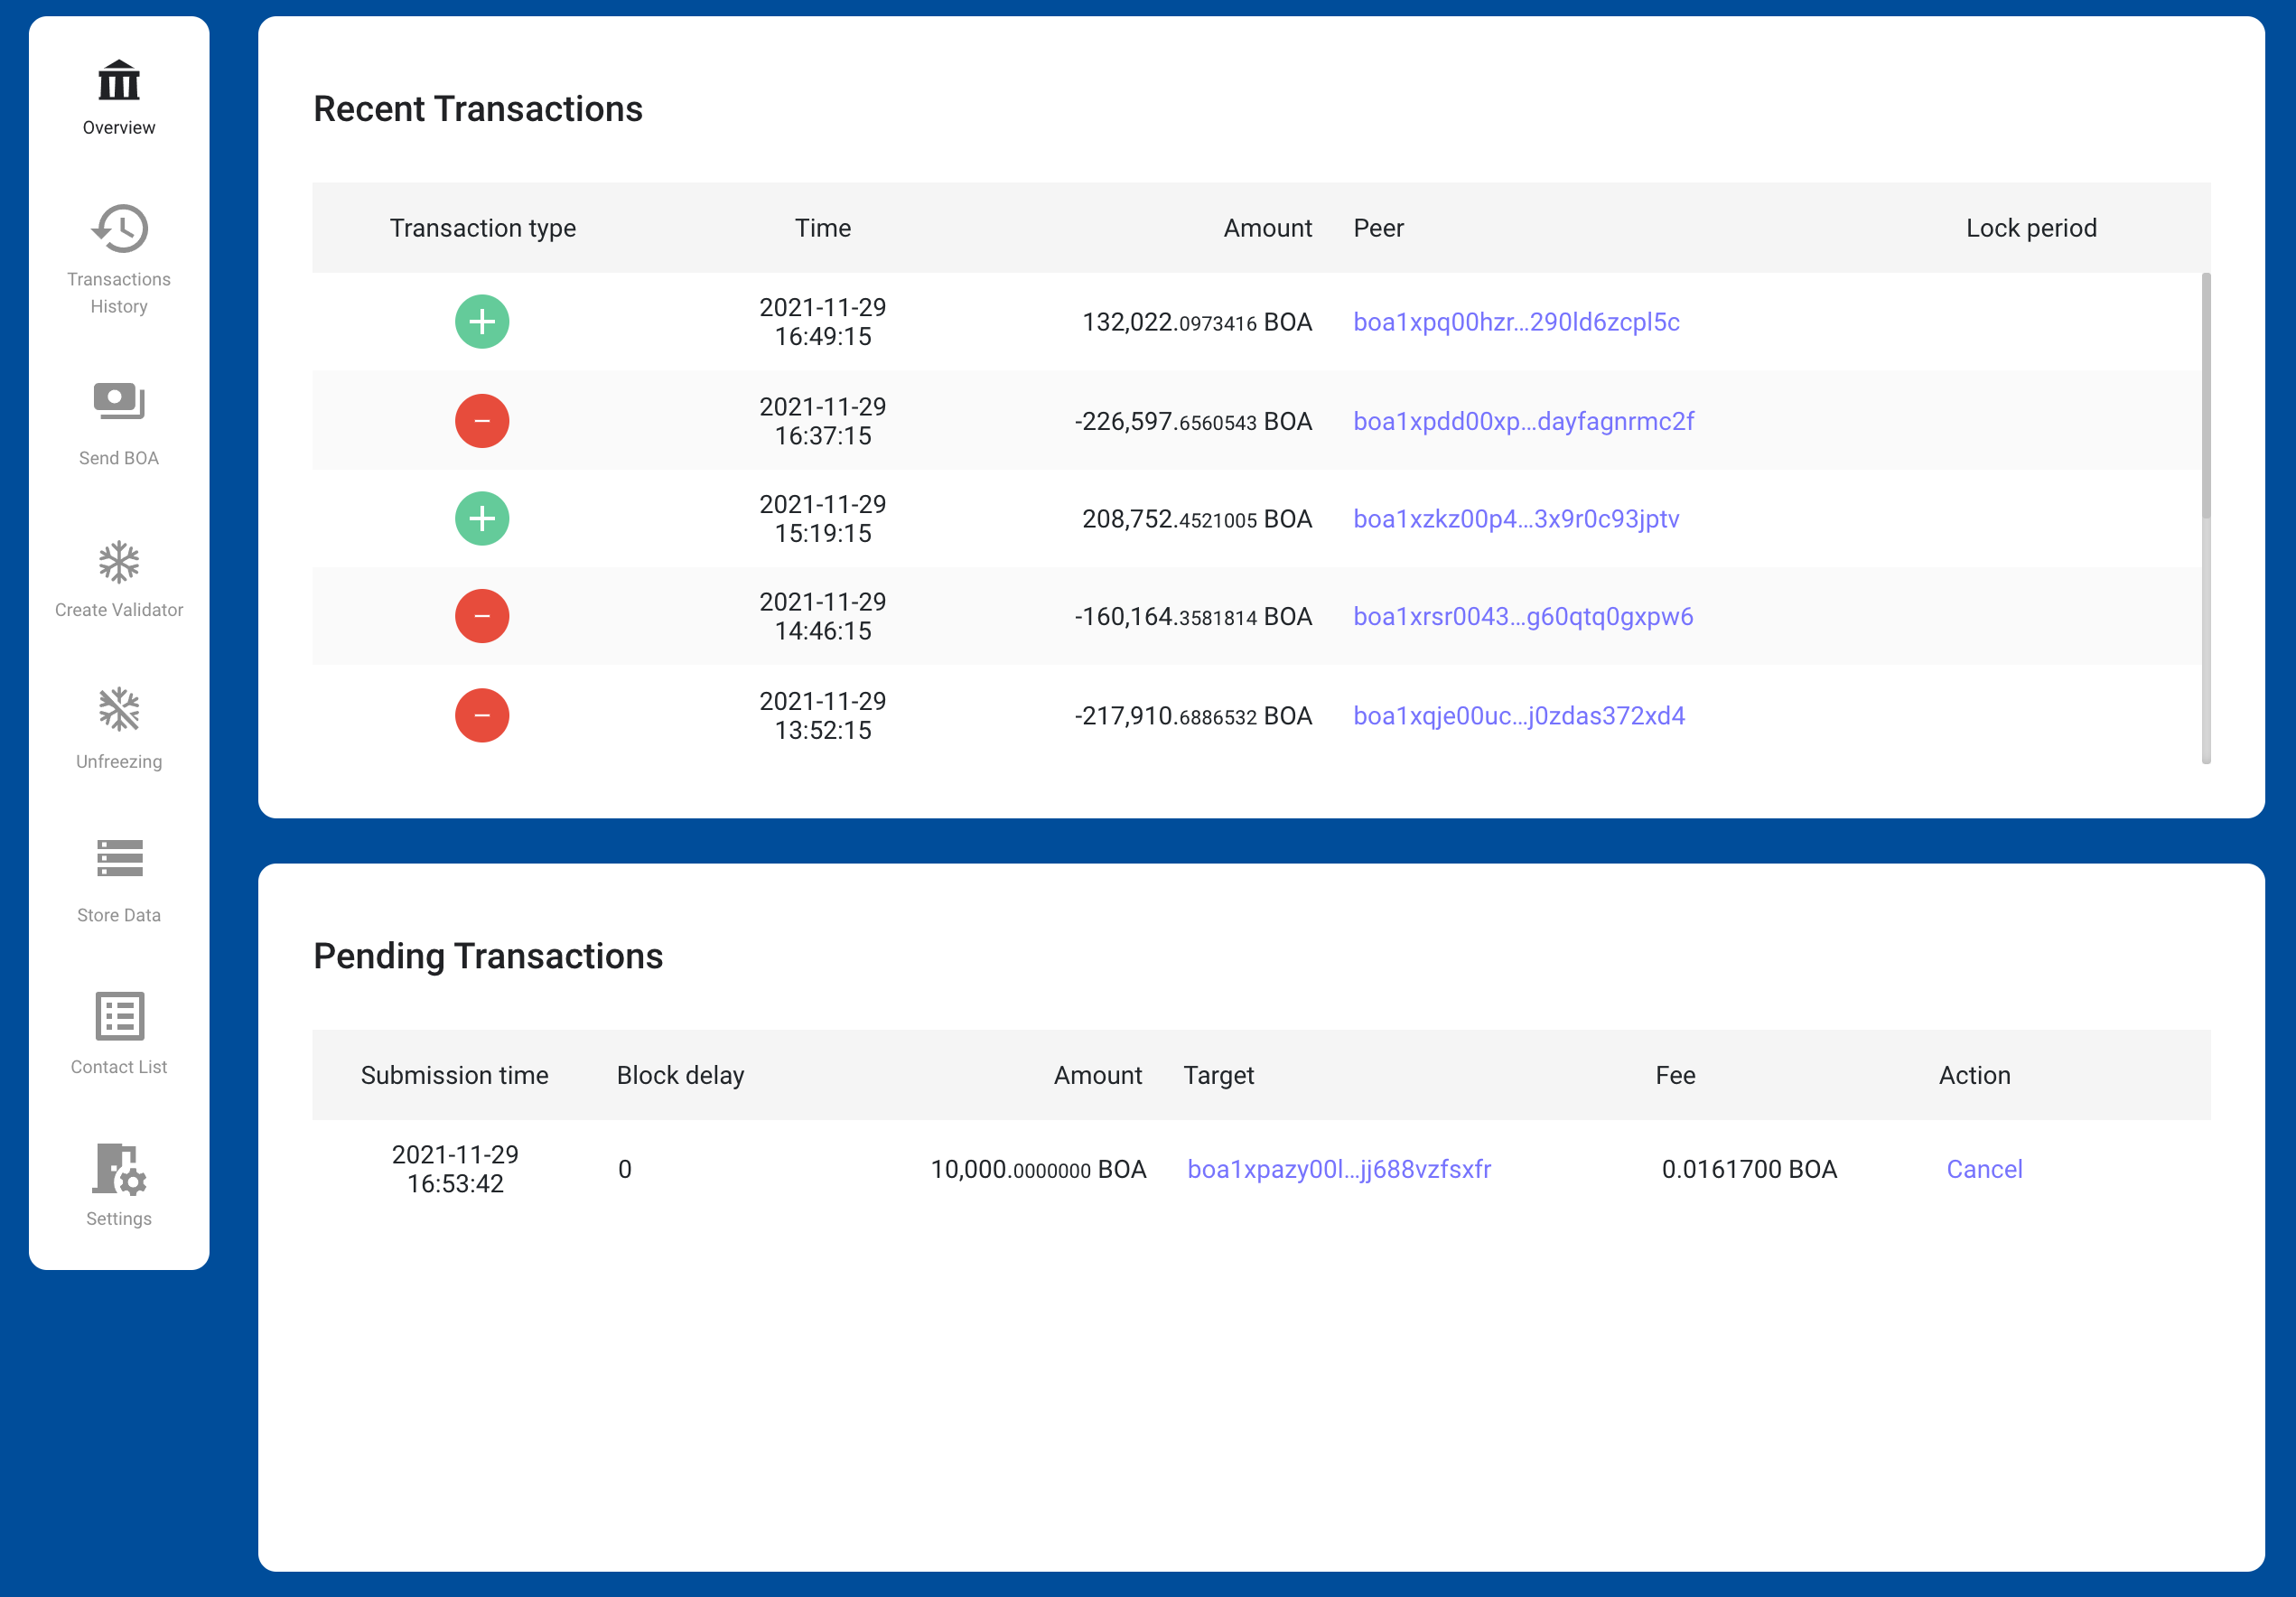 Overview
Transactions
History
Send BOA
Create Validator
Unfreezing
Store Data
Contact List
Settings
Recent Transactions
Transaction type Time Amount Peer Lock period
2021-11-29
16:49:15
132,022.0973416 BOA boa1xpq00hzr...290ld6zcpl5c
2021-11-29
16:37:15
-226,597.6560543 BOA boa1xpdd00xp...dayfagnrmc2f
2021-11-29
15:19:15
208,752.4521005 BOA boa1xzkz00p4...3x9r0c93jptv
2021-11-29
14:46:15
-160,164.3581814 BOA boa1xrsr0043...g60qtq0gxpw6
2021-11-29
13:52:15
-217,910.6886532 BOA boa1xqje00uc...j0zdas372xd4
Pending Transactions
Submission time Block delay Amount Target Fee Action
2021-11-29
16:53:42
0 10,000.0000000 BOA boa1xpazy00l...jj688vzfsxfr 0.0161700 BOA Cancel